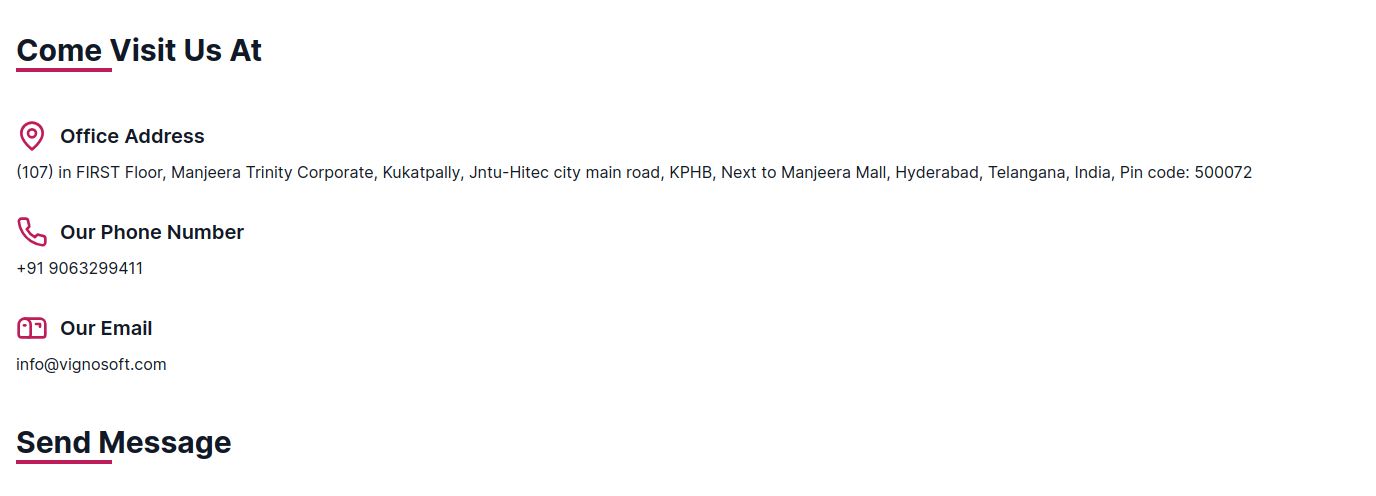 Come Visit Us At
Office Address
(107) in FIRST Floor, Manjeera Trinity Corporate, Kukatpally, Jntu-Hitec city main road, KPHB, Next to Manjeera Mall, Hyderabad, Telangana, India, Pin code: 500072
Our Phone Number
+91 9063299411
Our Email
info@vignosoft.com
Send Message